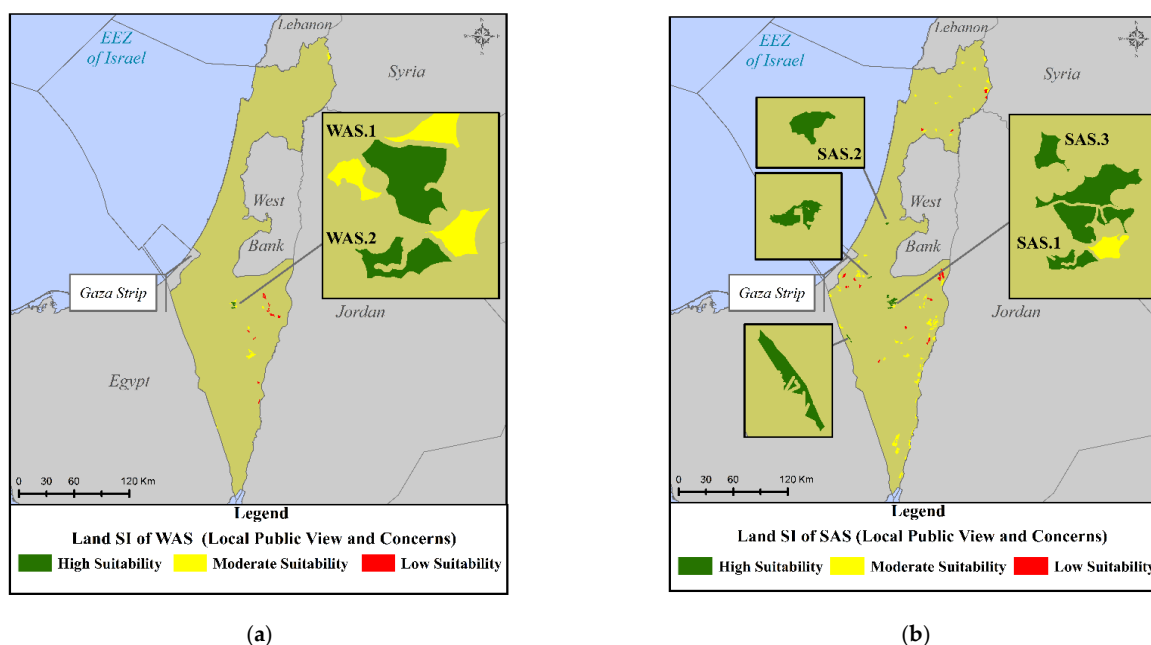 Lebanon
EEZ
of Israel
Syria
WAS.1
WAS.2
West
Bank
Gaza Strip
Jordan
Egypt
0 30 60 120 Km
Legend
Land SI of WAS (Local Public View and Concerns)
High Suitability Moderate Suitability Low Suitability
(a)
Lebanon
EEZ
of Israel
Syria
SAS.2
SAS.3
SAS.1
West
Bank
Gaza Strip
Jordan
Egypt
0 30 60 120 Km
Legend
Land SI of SAS (Local Public View and Concerns)
High Suitability Moderate Suitability Low Suitability
(b)